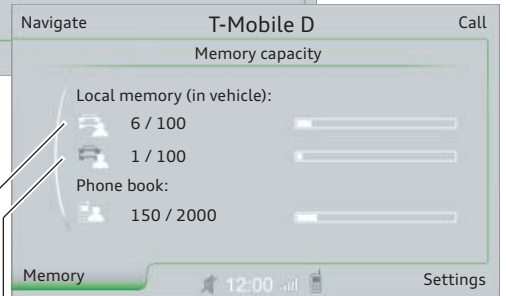 Navigate T-Mobile D Call
Memory capacity
Local memory (in vehicle):
6 / 100
1 / 100
Phone book:
150 / 2000
Memory 12:00 Settings